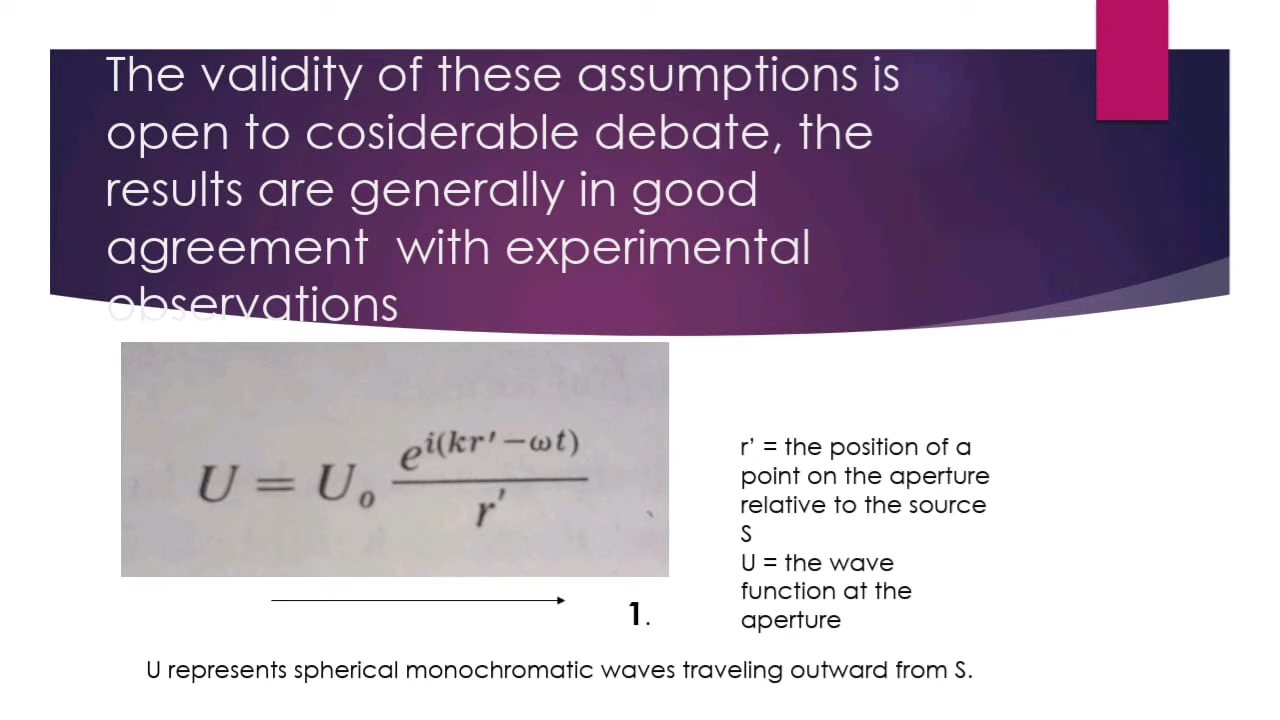 The validity of these assumptions is
open to cosiderable debate, the
results are generally in good
agreement  with experimental
observations
U = U₀ e^{i(kr′−ωt)} / r′
r’ = the position of a
point on the aperture
relative to the source
S
U = the wave
function at the
aperture
1.
U represents spherical monochromatic waves traveling outward from S.